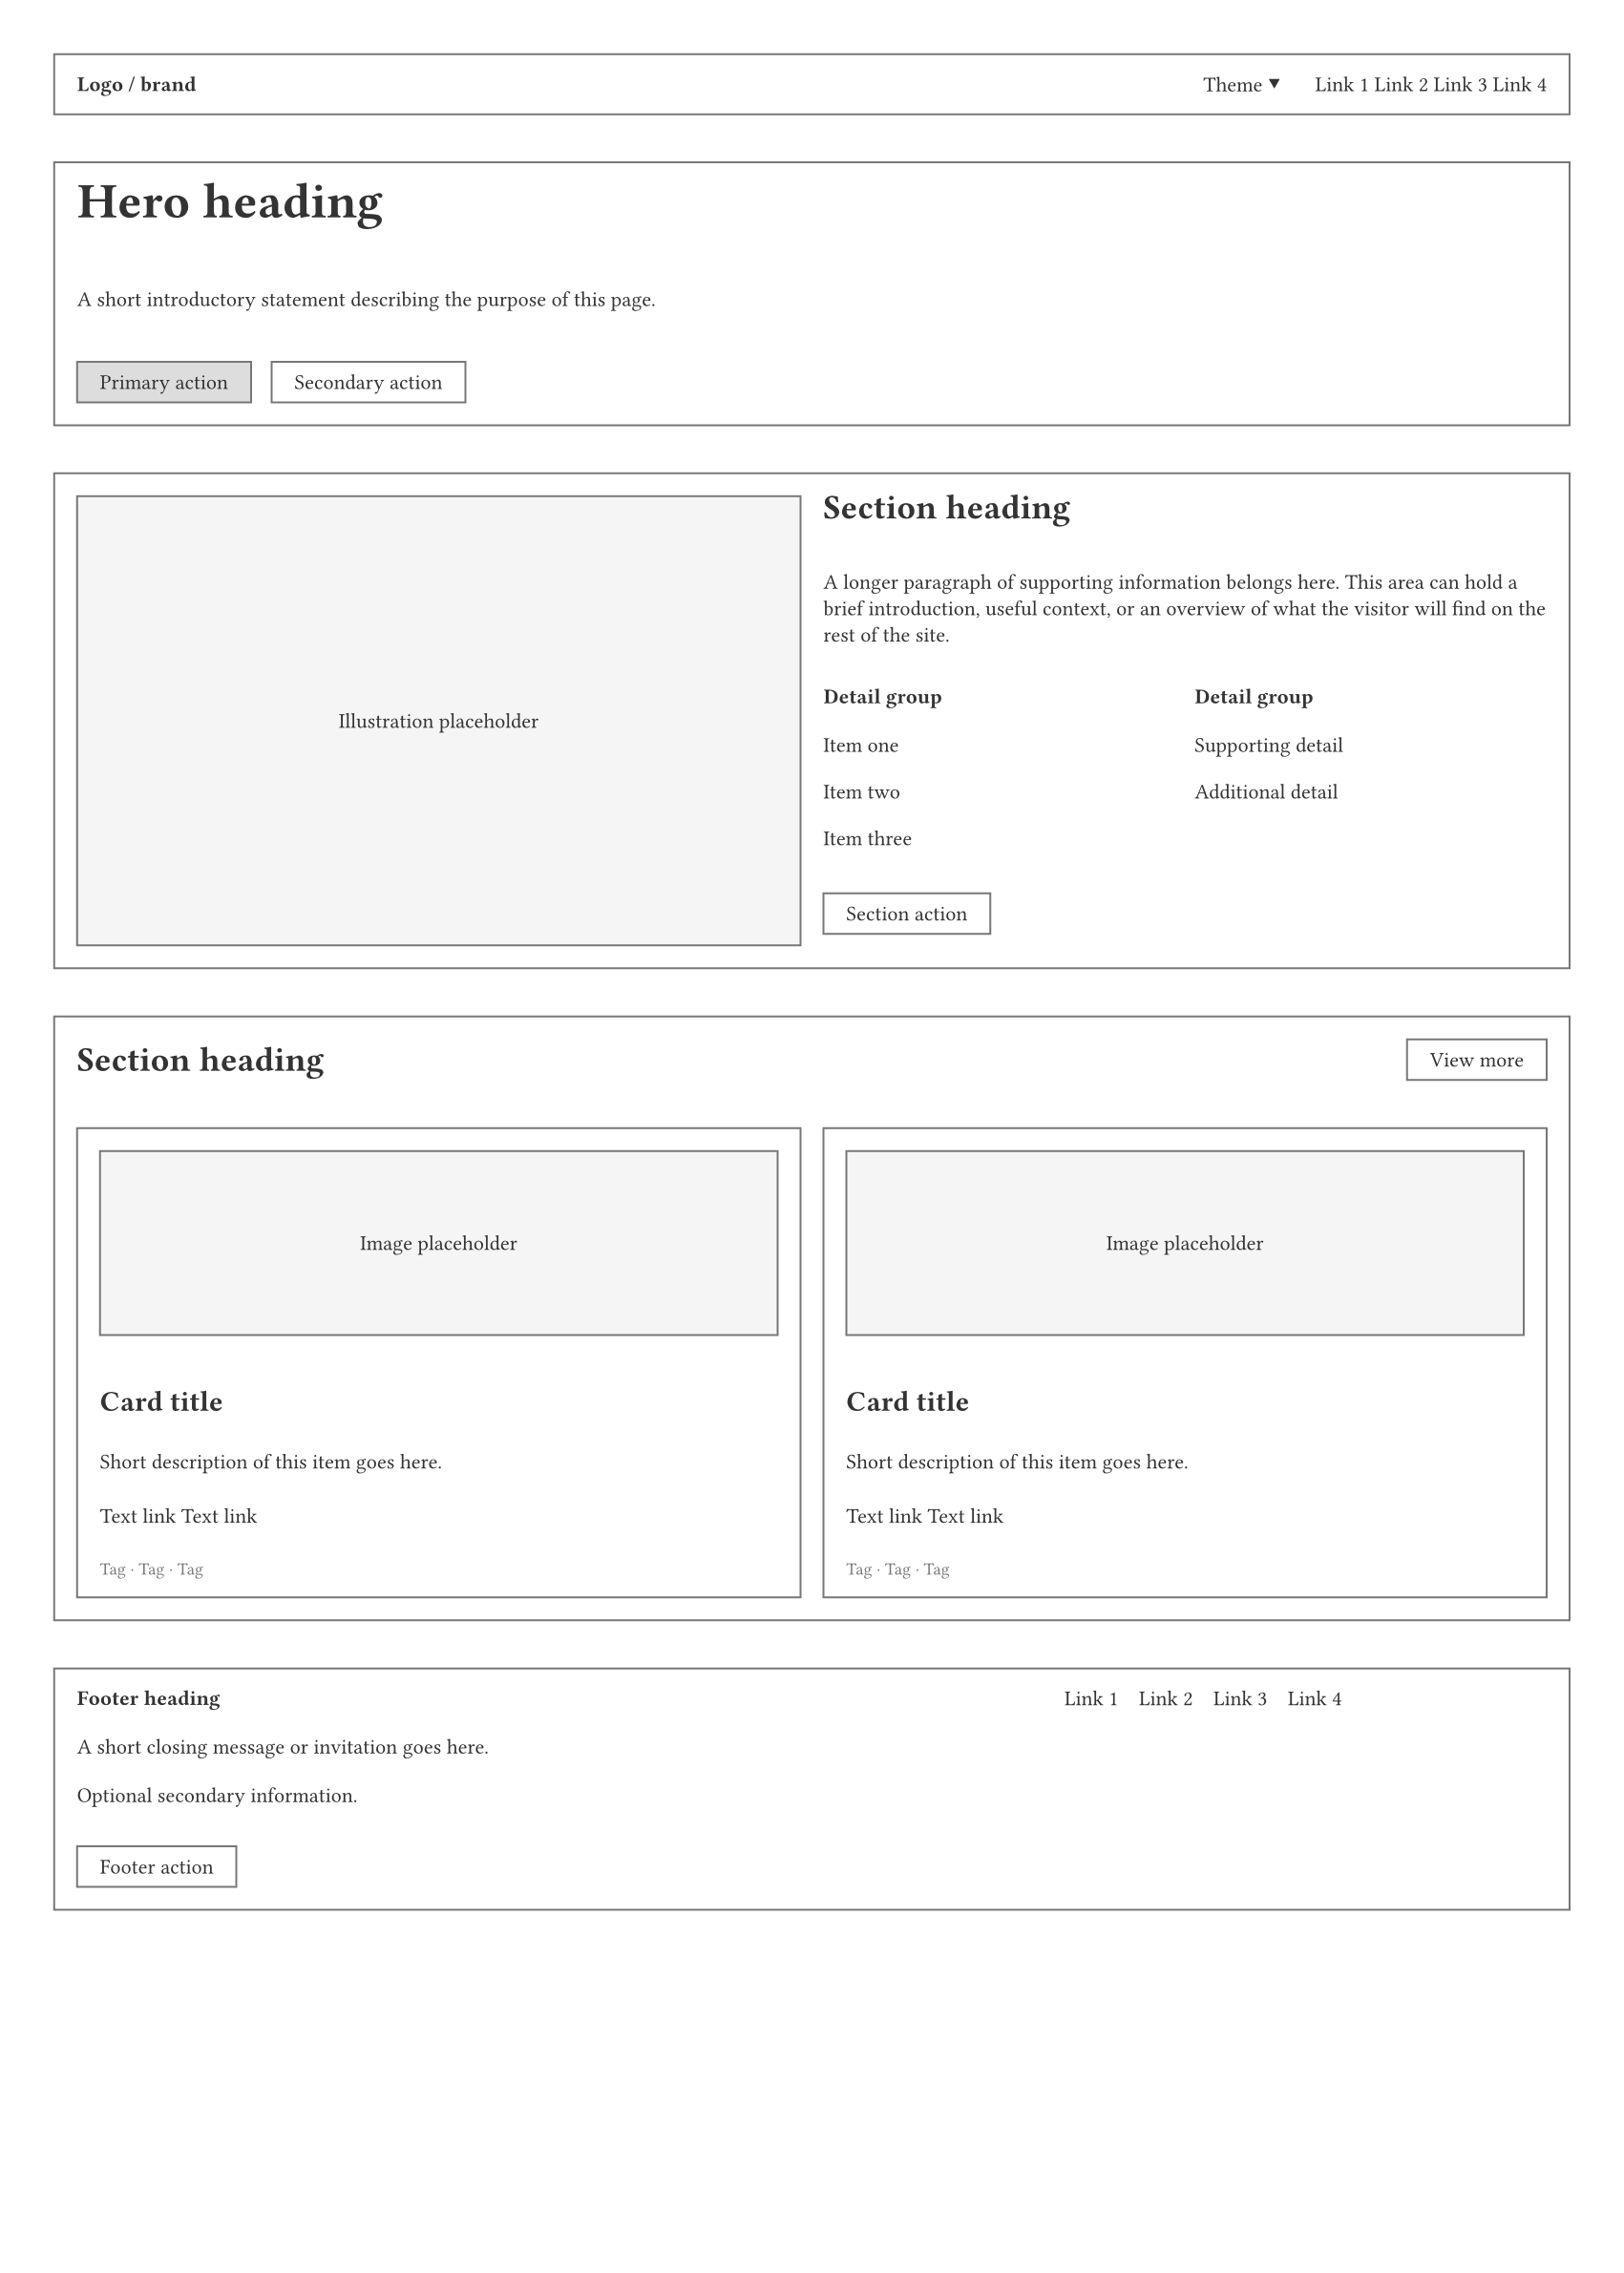 Logo / brand
Theme ▼ Link 1 Link 2 Link 3 Link 4
Hero heading
A short introductory statement describing the purpose of this page.
Primary action
Secondary action
Illustration placeholder
Section heading
A longer paragraph of supporting information belongs here. This area can hold a
brief introduction, useful context, or an overview of what the visitor will find on the
rest of the site.
Detail group
Item one
Item two
Item three
Detail group
Supporting detail
Additional detail
Section action
Section heading
View more
Image placeholder
Card title
Short description of this item goes here.
Text link Text link
Tag · Tag · Tag
Image placeholder
Card title
Short description of this item goes here.
Text link Text link
Tag · Tag · Tag
Footer heading
A short closing message or invitation goes here.
Optional secondary information.
Footer action
Link 1 Link 2 Link 3 Link 4